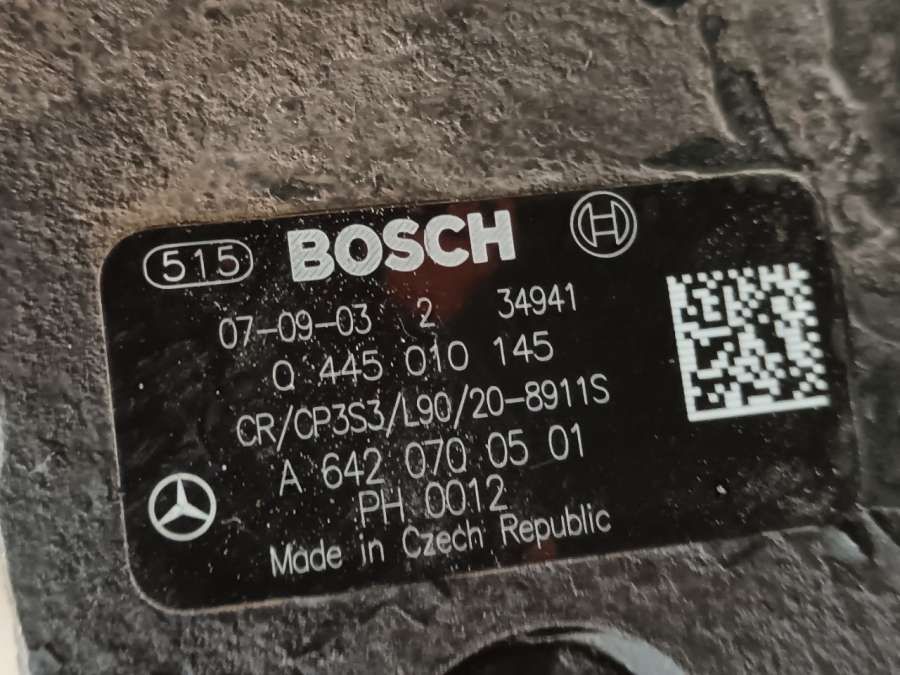 515 BOSCH
07-09-03 2 34941
0 445 010 145
CR/CP3S3/L90/20-8911S
A 642 070 05 01
PH 0012
Made in Czech Republic